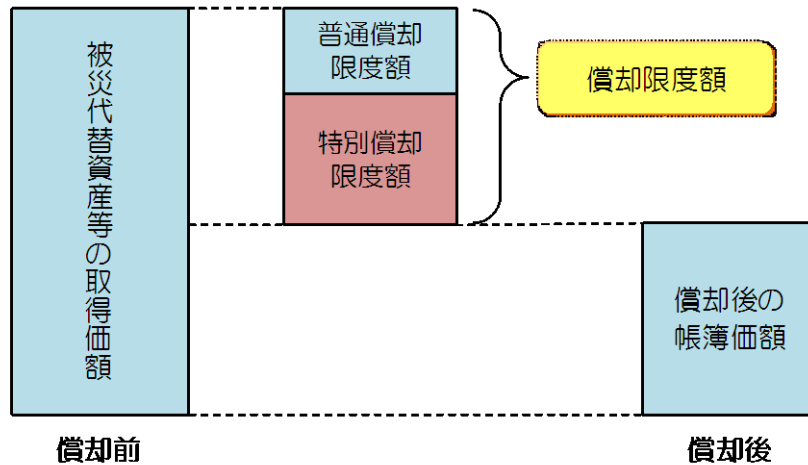 被災代替資産等の取得価額
普通償却
限度額
特別償却
限度額
償却限度額
償却後の
帳簿価額
償却前
償却後